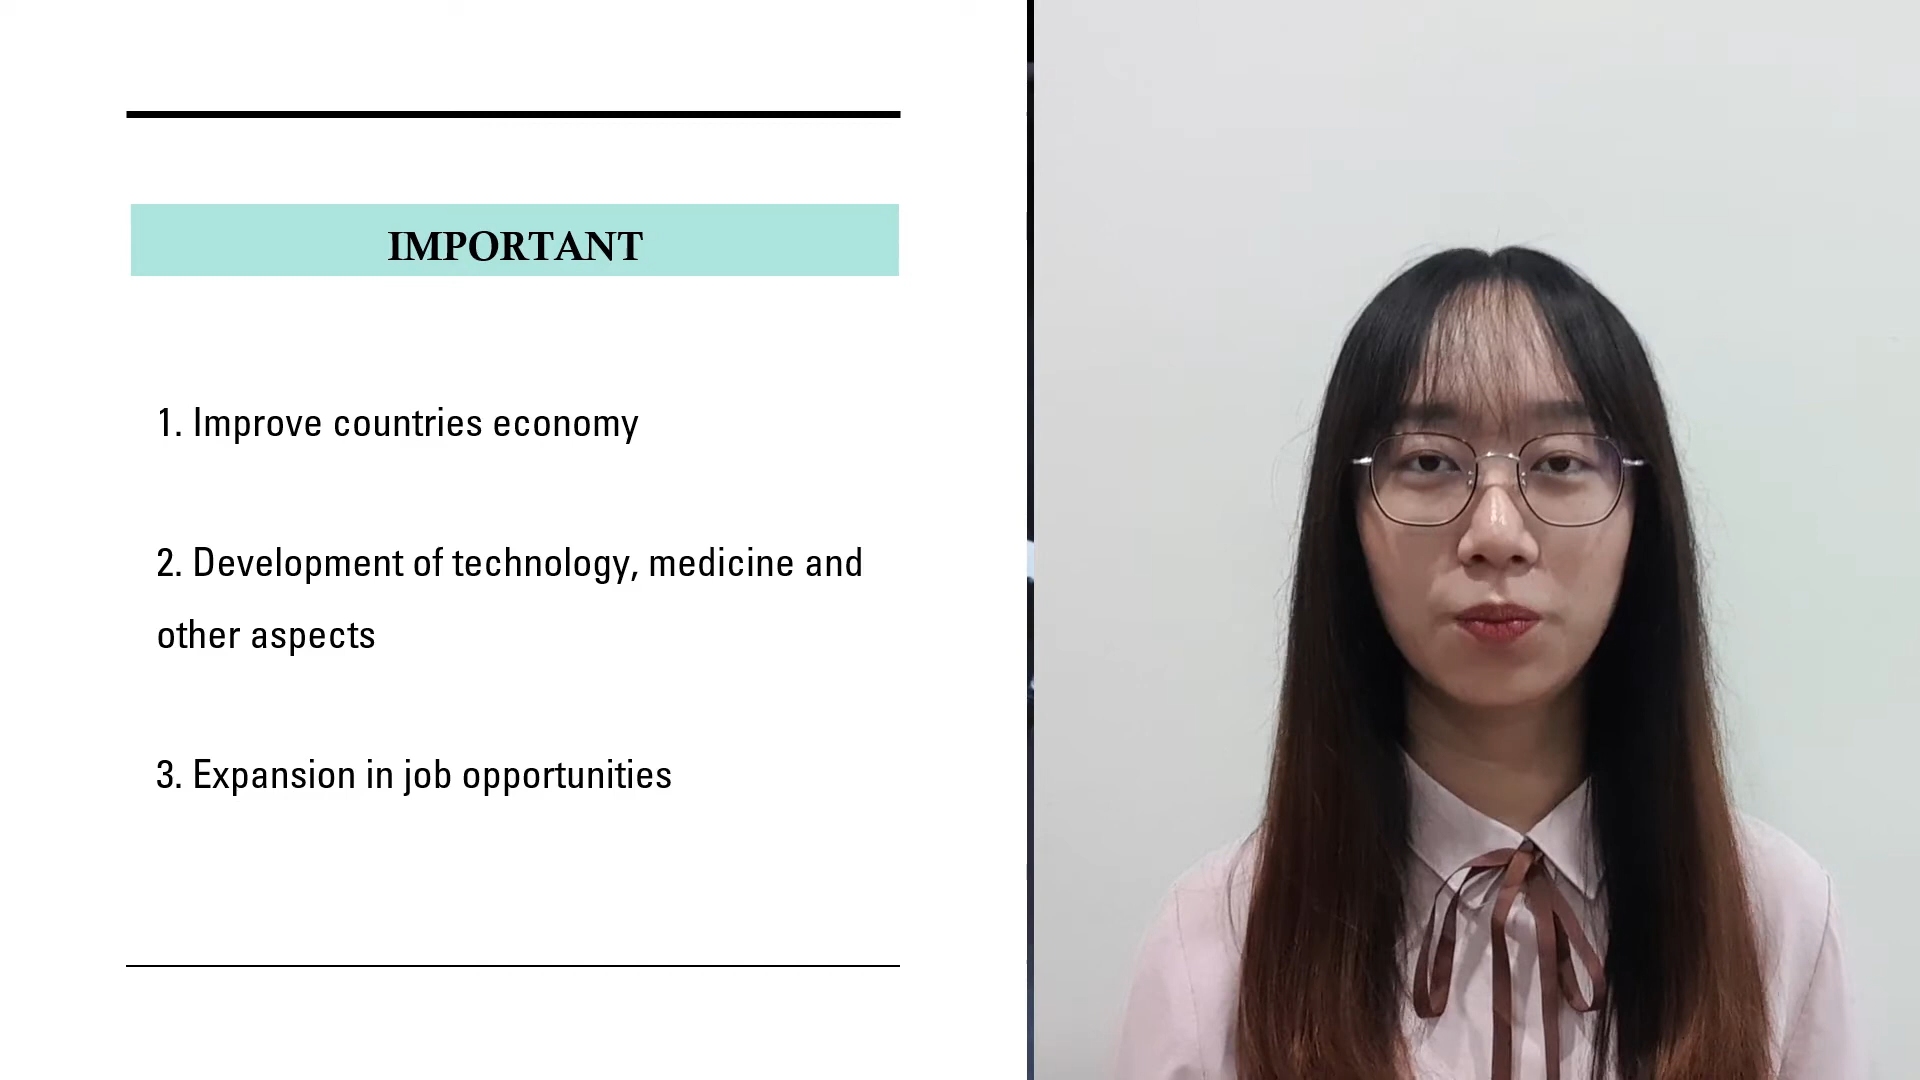 IMPORTANT
1. Improve countries economy
2. Development of technology, medicine and
other aspects
3. Expansion in job opportunities